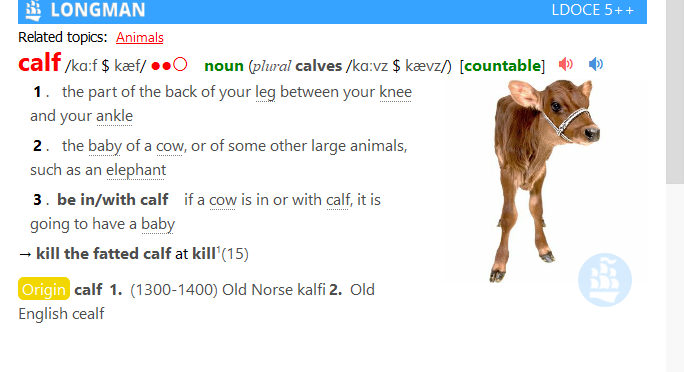 LONGMAN LDOCE 5++
Related topics: Animals
calf /kɑːf $ kæf/ ●●○ noun (plural calves /kɑːvz $ kævz/) [countable]
1. the part of the back of your leg between your knee
and your ankle
2. the baby of a cow, or of some other large animals,
such as an elephant
3. be in/with calf if a cow is in or with calf, it is
going to have a baby
→ kill the fatted calf at kill¹(15)
Origin calf 1. (1300-1400) Old Norse kalfi 2. Old
English cealf